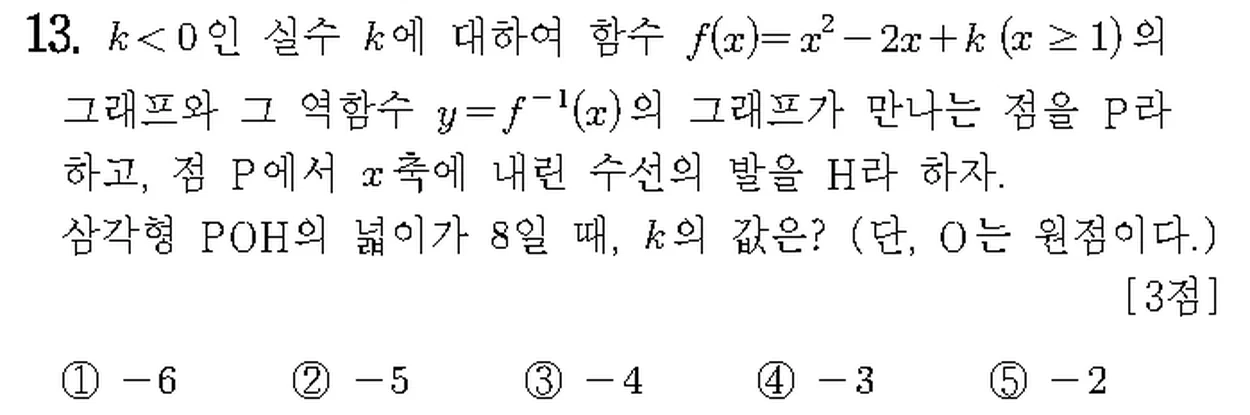 13. k<0인 실수 k에 대하여 함수 f(x)=x²−2x+k (x ≥ 1)의
그래프와 그 역함수 y=f⁻¹(x)의 그래프가 만나는 점을 P라
하고, 점 P에서 x축에 내린 수선의 발을 H라 하자.
삼각형 POH의 넓이가 8일 때, k의 값은? (단, O는 원점이다.)
[3점]
① −6 ② −5 ③ −4 ④ −3 ⑤ −2